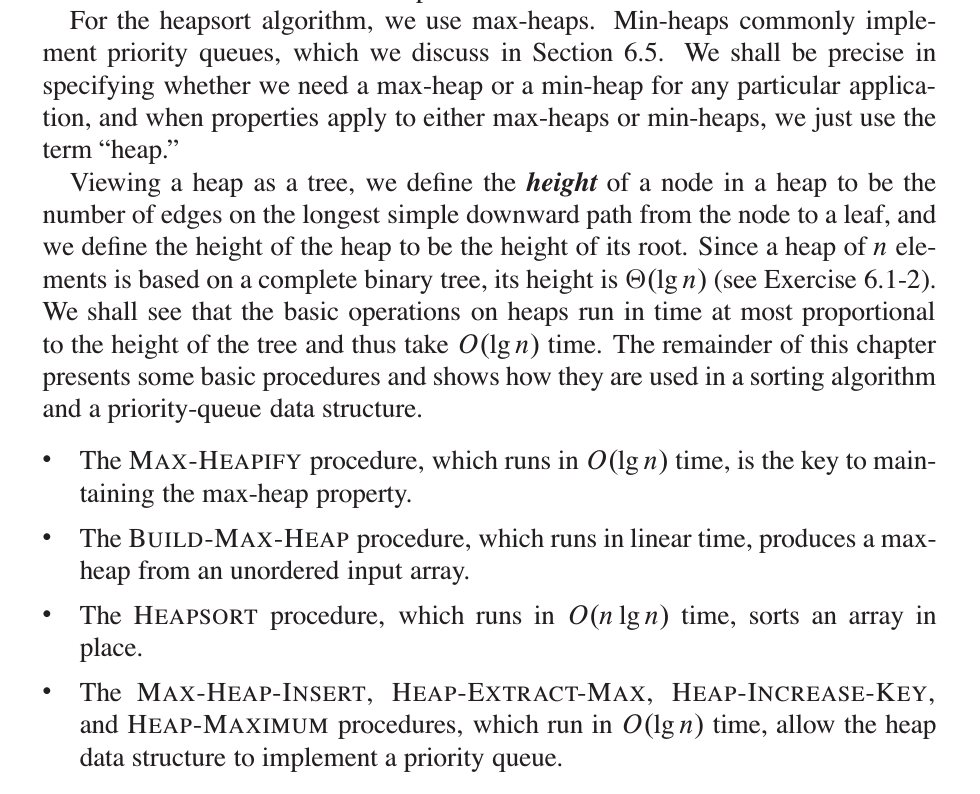 For the heapsort algorithm, we use max-heaps. Min-heaps commonly imple-
ment priority queues, which we discuss in Section 6.5. We shall be precise in
specifying whether we need a max-heap or a min-heap for any particular applica-
tion, and when properties apply to either max-heaps or min-heaps, we just use the
term “heap.”
Viewing a heap as a tree, we define the height of a node in a heap to be the
number of edges on the longest simple downward path from the node to a leaf, and
we define the height of the heap to be the height of its root. Since a heap of n ele-
ments is based on a complete binary tree, its height is Θ(lg n) (see Exercise 6.1-2).
We shall see that the basic operations on heaps run in time at most proportional
to the height of the tree and thus take O(lg n) time. The remainder of this chapter
presents some basic procedures and shows how they are used in a sorting algorithm
and a priority-queue data structure.
• The MAX-HEAPIFY procedure, which runs in O(lg n) time, is the key to main-
taining the max-heap property.
• The BUILD-MAX-HEAP procedure, which runs in linear time, produces a max-
heap from an unordered input array.
• The HEAPSORT procedure, which runs in O(n lg n) time, sorts an array in
place.
• The MAX-HEAP-INSERT, HEAP-EXTRACT-MAX, HEAP-INCREASE-KEY,
and HEAP-MAXIMUM procedures, which run in O(lg n) time, allow the heap
data structure to implement a priority queue.